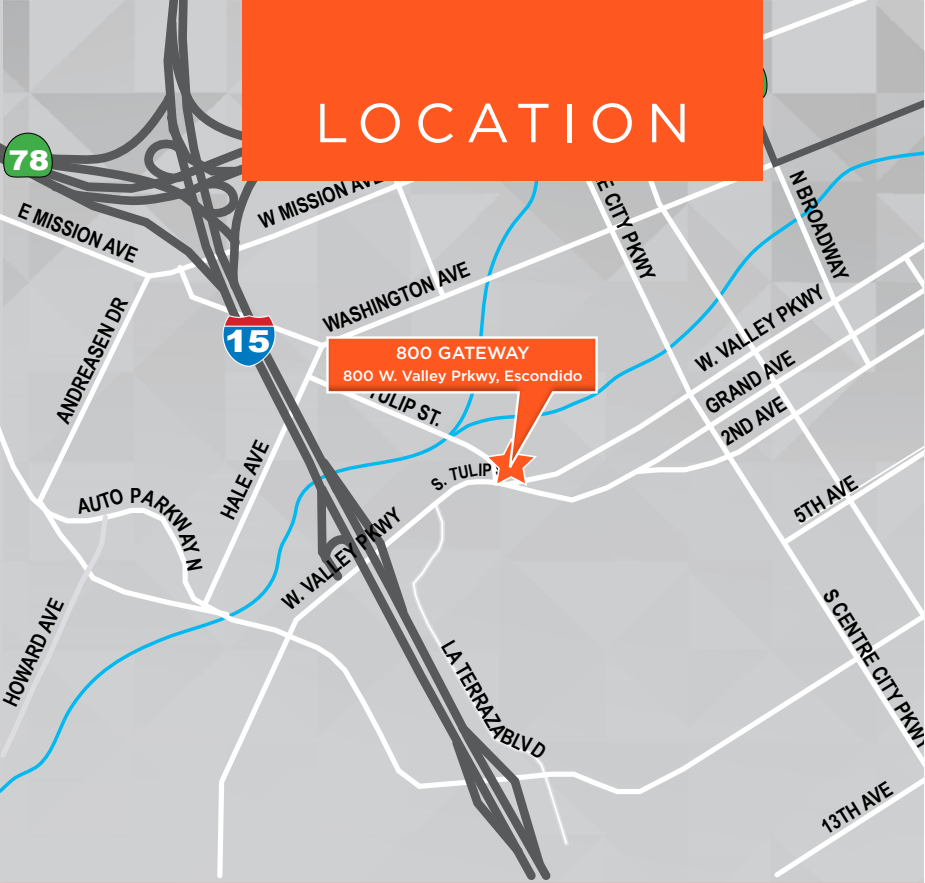 LOCATION
78
W MISSION AVE
E CITY PKWY
N BROADWAY
E MISSION AVE
WASHINGTON AVE
ANDREASEN DR
15
W. VALLEY PKWY
800 GATEWAY
800 W. Valley Prkwy, Escondido
GRAND AVE
TULIP ST.
2ND AVE
HALE AVE
S. TULIP
5TH AVE
AUTO PARKWAY N
W. VALLEY PKWY
HOWARD AVE
LA TERRAZA BLVD
S CENTRE CITY PKWY
13TH AVE